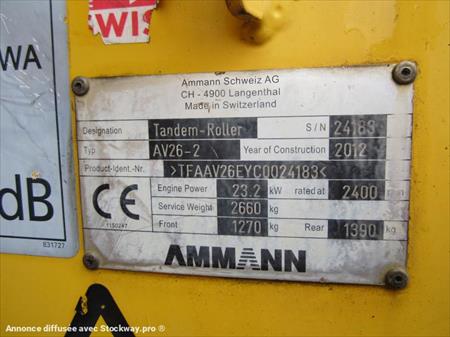 WIS
WA
dB
831727
Ammann Schweiz AG
CH - 4900 Langenthal
Made in Switzerland
Designation Tandem-Roller S/N 24183
Typ AV26-2 Year of Construction 2012
Product-Ident.-Nr. >TFAAV26EYC0024183<
Engine Power 23.2 kW rated at 2400 min
Service Weight 2660 kg
Front 1270 kg Rear 1390 kg
CE
1150247
AMMANN
Annonce diffusée avec Stockway.pro ®